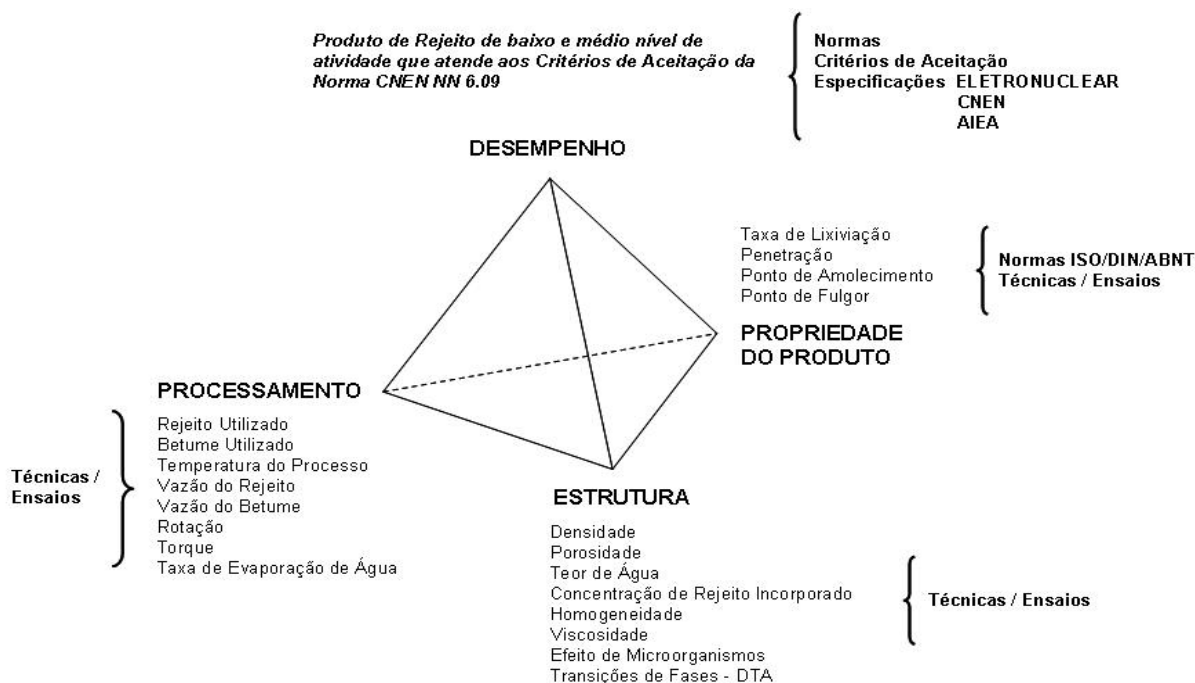 Produto de Rejeito de baixo e médio nível de
atividade que atende aos Critérios de Aceitação da
Norma CNEN NN 6.09
Normas
Critérios de Aceitação
Especificações ELETRONUCLEAR
CNEN
AIEA
DESEMPENHO
Taxa de Lixiviação
Penetração
Ponto de Amolecimento
Ponto de Fulgor
Normas ISO/DIN/ABNT
Técnicas / Ensaios
PROPRIEDADE
DO PRODUTO
PROCESSAMENTO
Rejeito Utilizado
Betume Utilizado
Temperatura do Processo
Vazão do Rejeito
Vazão do Betume
Rotação
Torque
Taxa de Evaporação de Água
Técnicas /
Ensaios
ESTRUTURA
Densidade
Porosidade
Teor de Água
Concentração de Rejeito Incorporado
Homogeneidade
Viscosidade
Efeito de Microorganismos
Transições de Fases - DTA
Técnicas / Ensaios